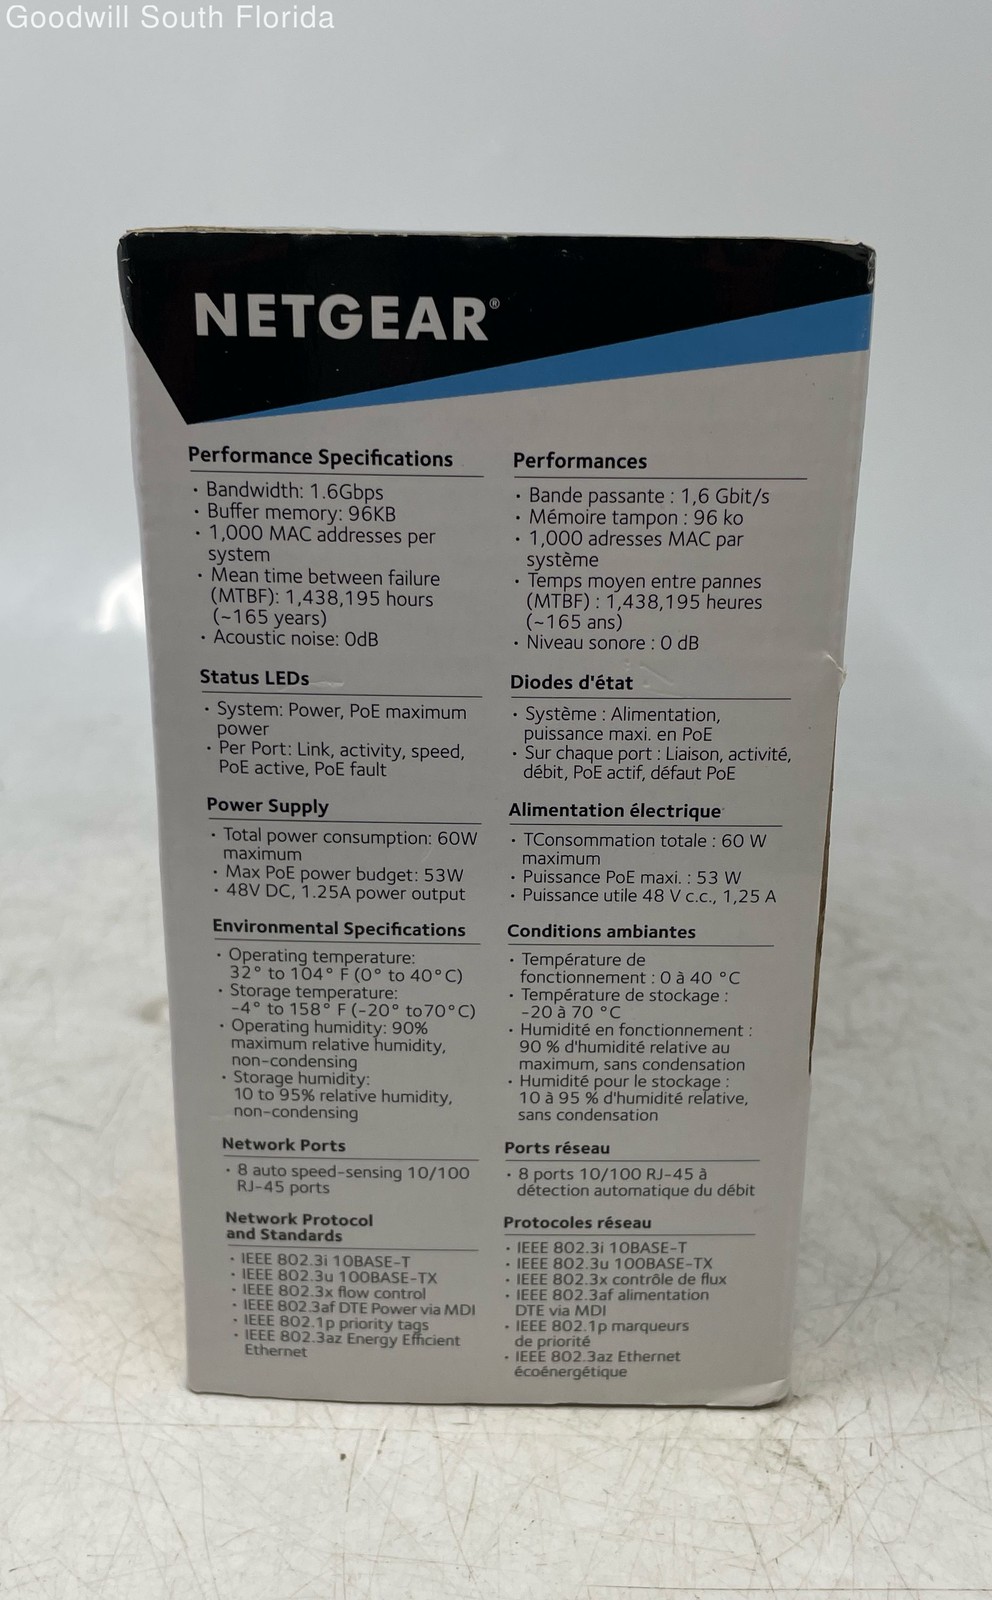 Goodwill South Florida
NETGEAR®
Performance Specifications
· Bandwidth: 1.6Gbps
· Buffer memory: 96KB
· 1,000 MAC addresses per
system
· Mean time between failure
(MTBF): 1,438,195 hours
(~165 years)
· Acoustic noise: 0dB
Status LEDs
· System: Power, PoE maximum
power
· Per Port: Link, activity, speed,
PoE active, PoE fault
Power Supply
· Total power consumption: 60W
maximum
· Max PoE power budget: 53W
· 48V DC, 1.25A power output
Environmental Specifications
· Operating temperature:
32° to 104° F (0° to 40°C)
· Storage temperature:
-4° to 158° F (-20° to70°C)
· Operating humidity: 90%
maximum relative humidity,
non-condensing
· Storage humidity:
10 to 95% relative humidity,
non-condensing
Network Ports
· 8 auto speed-sensing 10/100
RJ-45 ports
Network Protocol
and Standards
· IEEE 802.3i 10BASE-T
· IEEE 802.3u 100BASE-TX
· IEEE 802.3x flow control
· IEEE 802.3af DTE Power via MDI
· IEEE 802.1p priority tags
· IEEE 802.3az Energy Efficient
Ethernet
Performances
· Bande passante : 1,6 Gbit/s
· Mémoire tampon : 96 ko
· 1,000 adresses MAC par
système
· Temps moyen entre pannes
(MTBF) : 1,438,195 heures
(~165 ans)
· Niveau sonore : 0 dB
Diodes d'état
· Système : Alimentation,
puissance maxi. en PoE
· Sur chaque port : Liaison, activité,
débit, PoE actif, défaut PoE
Alimentation électrique
· TConsommation totale : 60 W
maximum
· Puissance PoE maxi. : 53 W
· Puissance utile 48 V c.c., 1,25 A
Conditions ambiantes
· Température de
fonctionnement : 0 à 40 °C
· Température de stockage :
-20 à 70 °C
· Humidité en fonctionnement :
90 % d'humidité relative au
maximum, sans condensation
· Humidité pour le stockage :
10 à 95 % d'humidité relative,
sans condensation
Ports réseau
· 8 ports 10/100 RJ-45 à
détection automatique du débit
Protocoles réseau
· IEEE 802.3i 10BASE-T
· IEEE 802.3u 100BASE-TX
· IEEE 802.3x contrôle de flux
· IEEE 802.3af alimentation
DTE via MDI
· IEEE 802.1p marqueurs
de priorité
· IEEE 802.3az Ethernet
écoénergétique